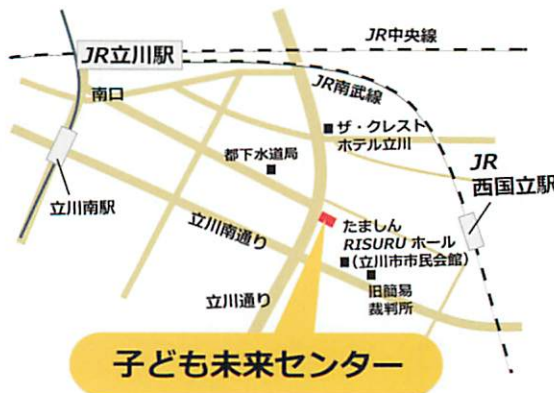 JR中央線
JR立川駅
JR南武線
南口
ザ・クレスト
ホテル立川
都下水道局
JR
西国立駅
立川南駅
たましん
RISURU ホール
（立川市市民会館）
立川南通り
旧簡易
裁判所
立川通り
子ども未来センター